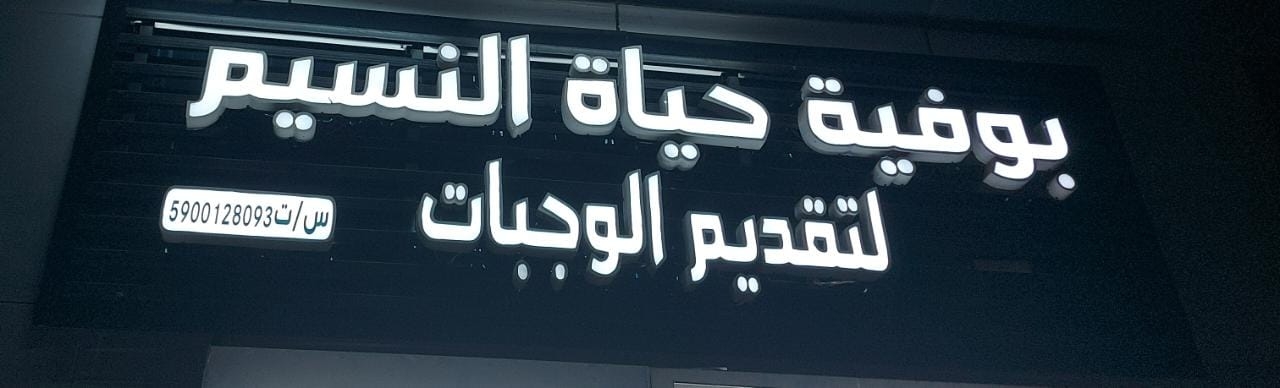 بوفية حياة النسيم
لتقديم الوجبات
س/ت5900128093